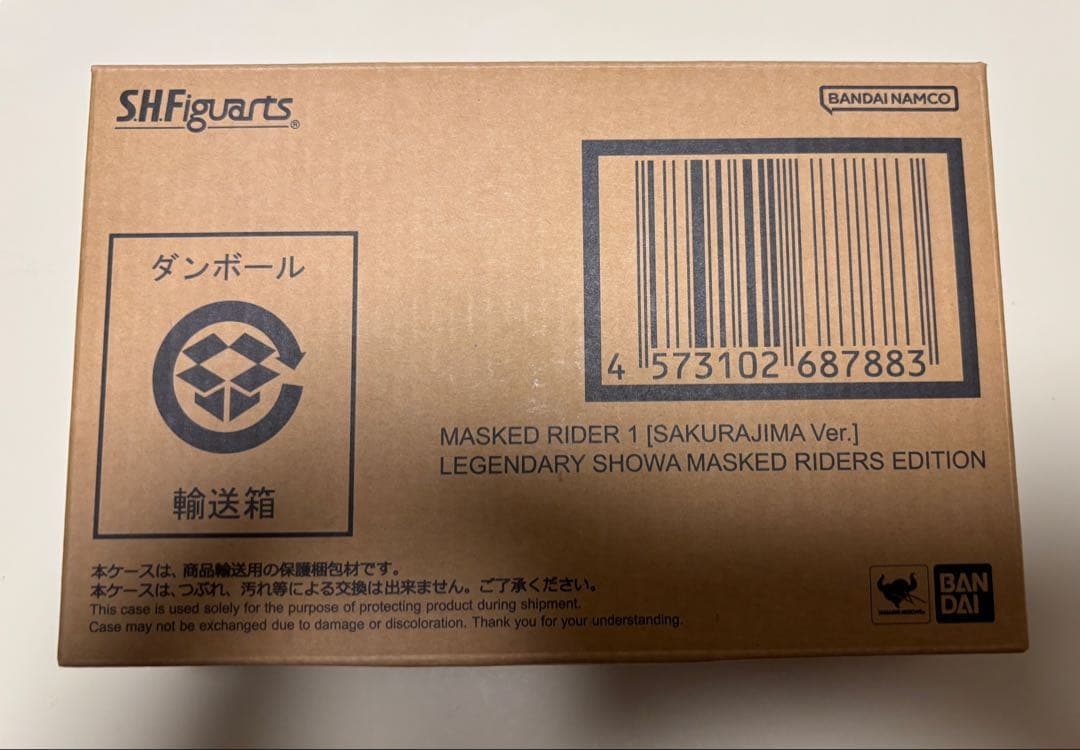 S.H.Figuarts®
BANDAI NAMCO
4 573102 687883
MASKED RIDER 1 [SAKURAJIMA Ver.]
LEGENDARY SHOWA MASKED RIDERS EDITION
ダンボール
輸送箱
本ケースは、商品輸送用の保護梱包材です。
本ケースは、つぶれ、汚れ等による交換は出来ません。ご了承ください。
This case is used solely for the purpose of protecting product during shipment.
Case may not be exchanged due to damage or discoloration. Thank you for your understanding.
BAN
DAI